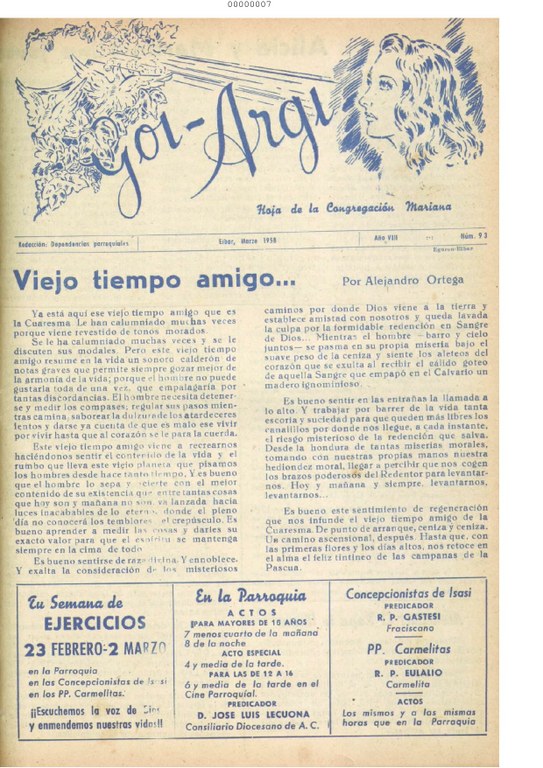 00000007
Goi-Argi
Hoja de la Congregación Mariana
Redacción: Dependencias parroquiales
Eibar, Marzo 1958
Año VIII
Núm. 93
Viejo tiempo amigo...
Por Alejandro Ortega
Ya está aquí ese viejo tiempo amigo que es
la Cuaresma. Le han calumniado muchas veces
porque viene revestido de tonos morados.
Se le ha calumniado muchas veces y se le
discuten sus modales. Pero este viejo tiempo
amigo resume en la vida un sonoro calderón de
notas graves que permite siempre gozar mejor de
la armonía de la vida; porque el hombre no puede
gustarla toda de una vez, que empalagaría por
tantas discordancias. El hombre necesita detener-
se y medir los compases, regular sus pasos mien-
tras camina, saborear la dulzura de los atardeceres
lentos y darse ya cuenta de que es malo ese vivir
por vivir hasta que al corazón se le para la cuerda.
Este viejo tiempo amigo viene a recrearnos
haciéndonos sentir el contenido de la vida y el
rumbo que lleva este viejo planeta que pisamos
los hombres desde hace tanto tiempo. Y es bueno
que el hombre lo sepa y acierte con el mejor
contenido de su existencia que entre tantas cosas
que hoy son y mañana no son va lanzada hacia
luces inacabables de lo eterno, donde el pleno
día no conocerá los temblores del crepúsculo. Es
bueno aprender a medir las cosas y darles su
exacto valor para que el espíritu se mantenga
siempre en la cima de todo
Es bueno sentirse de raza divina. Y ennoblece.
Y exalta la consideración de los misteriosos
caminos por donde Dios viene a la tierra y
establece amistad con nosotros y queda lavada
la culpa por la formidable redención en Sangre
de Dios... Mientras el hombre —barro y cielo
juntos— se pasma en su propia miseria bajo el
suave peso de la ceniza y siente los aleteos del
corazón que se exulta al recibir el cálido goteo
de aquella Sangre que empapó en el Calvario un
madero ignominioso.
Es bueno sentir en las entrañas la llamada a
lo alto. Y trabajar por barrer de la vida tanta
escoria y suciedad para que queden más libres los
canalillos por donde nos llegue, a cada instante,
el riesgo misterioso de la redención que salva.
Desde la hondura de tantas miserias morales,
tomando con nuestras propias manos nuestra
hediondez moral, llegar a percibir que nos cogen
los brazos poderosos del Redentor para levantar-
nos. Hoy y mañana y siempre, levantarnos,
levantarnos...
Es bueno este sentimiento de regeneración
que nos infunde el viejo tiempo amigo de la
Cuaresma. De punto de arranque, ceniza y ceniza.
Un camino ascensional, después. Hasta que, con
las primeras flores y los días altos, nos retoce en
el alma el feliz tintineo de las campanas de la
Pascua.
Tu Semana de
EJERCICIOS
23 FEBRERO-2 MARZO
en la Parroquia
en las Concepcionistas de Isasi
en los PP. Carmelitas.
¡¡Escuchemos la voz de Dios
y enmendemos nuestras vidas!!
En la Parroquia
ACTOS
PARA MAYORES DE 16 AÑOS
7 menos cuarto de la mañana
8 de la noche
ACTO ESPECIAL
4 y media de la tarde.
PARA LAS DE 12 A 16
6 y media de la tarde en el
Cine Parroquial.
PREDICADOR
D. JOSE LUIS LECUONA
Consiliario Diocesano de A. C.
Concepcionistas de Isasi
PREDICADOR
R. P. GASTESI
Fraciscano
PP. Carmelitas
PREDICADOR
R. P. EULALIO
Carmelita
ACTOS
Los mismos y a las mismas
horas que en la Parroquia